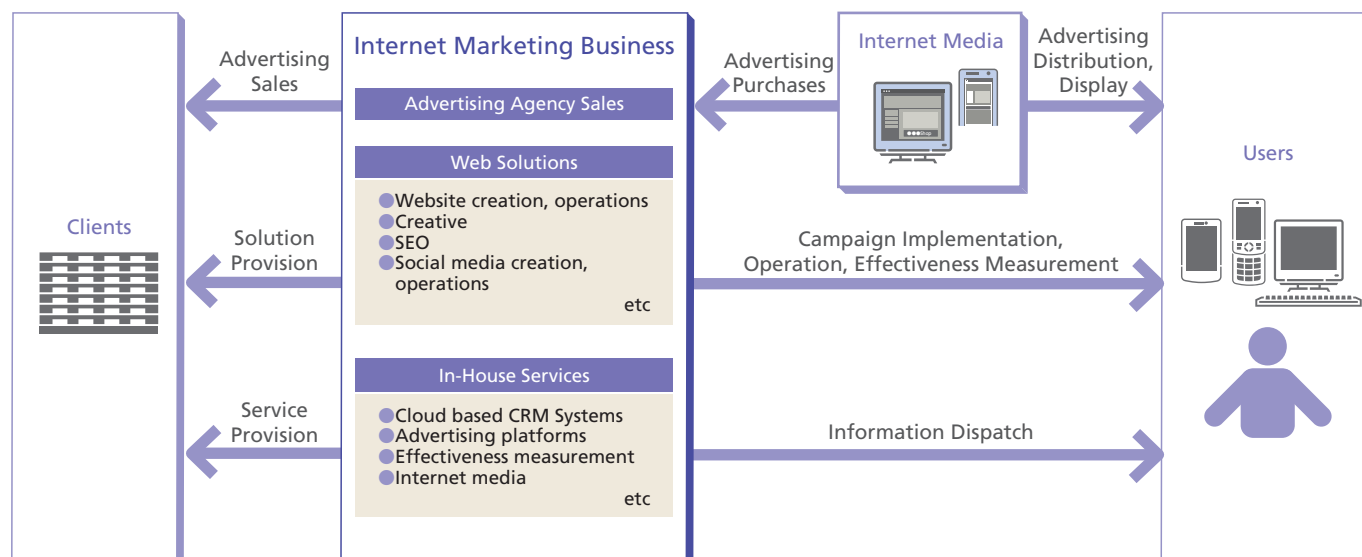 Clients
Advertising
Sales
Solution
Provision
Service
Provision
Internet Marketing Business
Advertising Agency Sales
Web Solutions
●Website creation, operations
●Creative
●SEO
●Social media creation,
operations
etc
In-House Services
●Cloud based CRM Systems
●Advertising platforms
●Effectiveness measurement
●Internet media
etc
Advertising
Purchases
Internet Media
●●●Shop
Advertising
Distribution,
Display
Campaign Implementation,
Operation, Effectiveness Measurement
Information Dispatch
Users